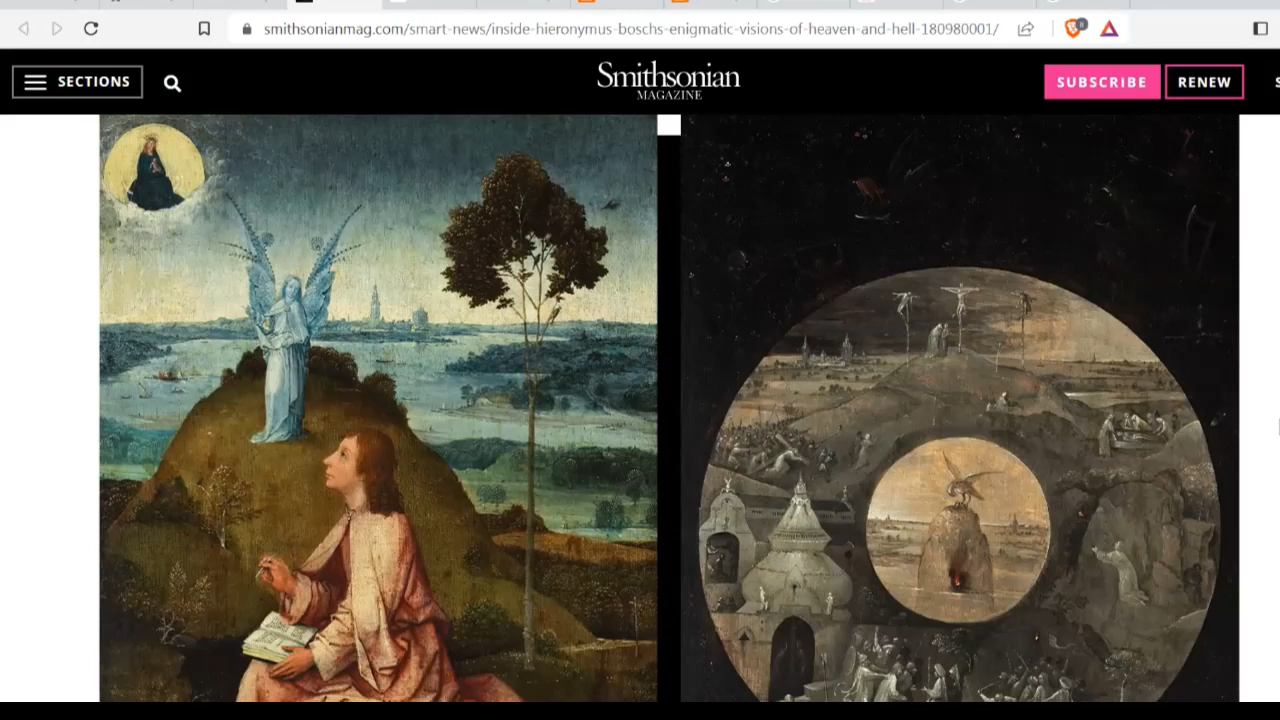 smithsonianmag.com/smart-news/inside-hieronymus-boschs-enigmatic-visions-of-heaven-and-hell-180980001/
SECTIONS
Smithsonian
MAGAZINE
SUBSCRIBE
RENEW